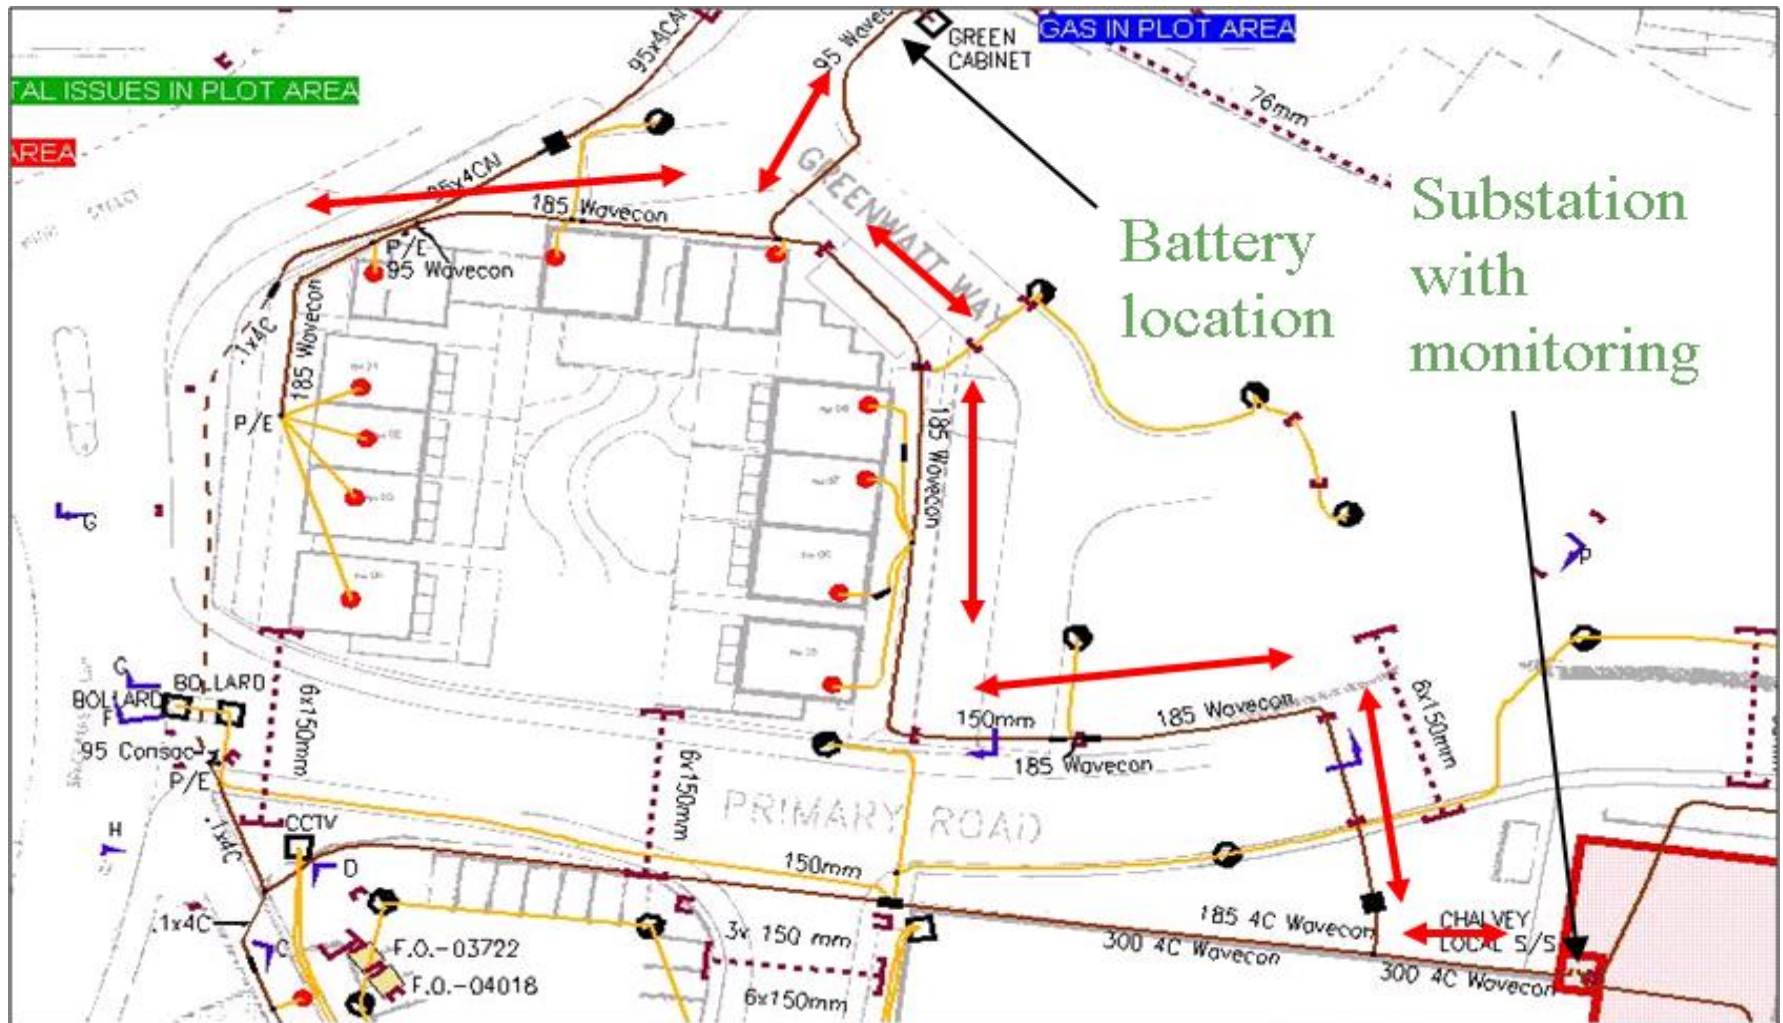 95x4CAI
95 Wavec
GREEN
CABINET
GAS IN PLOT AREA
E
TAL ISSUES IN PLOT AREA
AREA
76mm
95x4CAI
GREENWATT WAY
185 Wavecon
P/E
95 Wavecon
Battery
location
Substation
with
monitoring
.1x4C
185 Wavecon
P/E
185 Wavecon
G
P
G
BOLLARD
BOLLARD
F
6x150mm
95 Consac
P/E
6x150mm
150mm
185 Wavecon
185 Wavecon
6x150mm
PRIMARY ROAD
H
.1x4C
CCTV
D
150mm
.1x4C
C
F.O.-03722
F.O.-04018
3x 150 mm
6x150mm
185 4C Wavecon
300 4C Wavecon
CHALVEY
LOCAL S/S
300 4C Wavecon